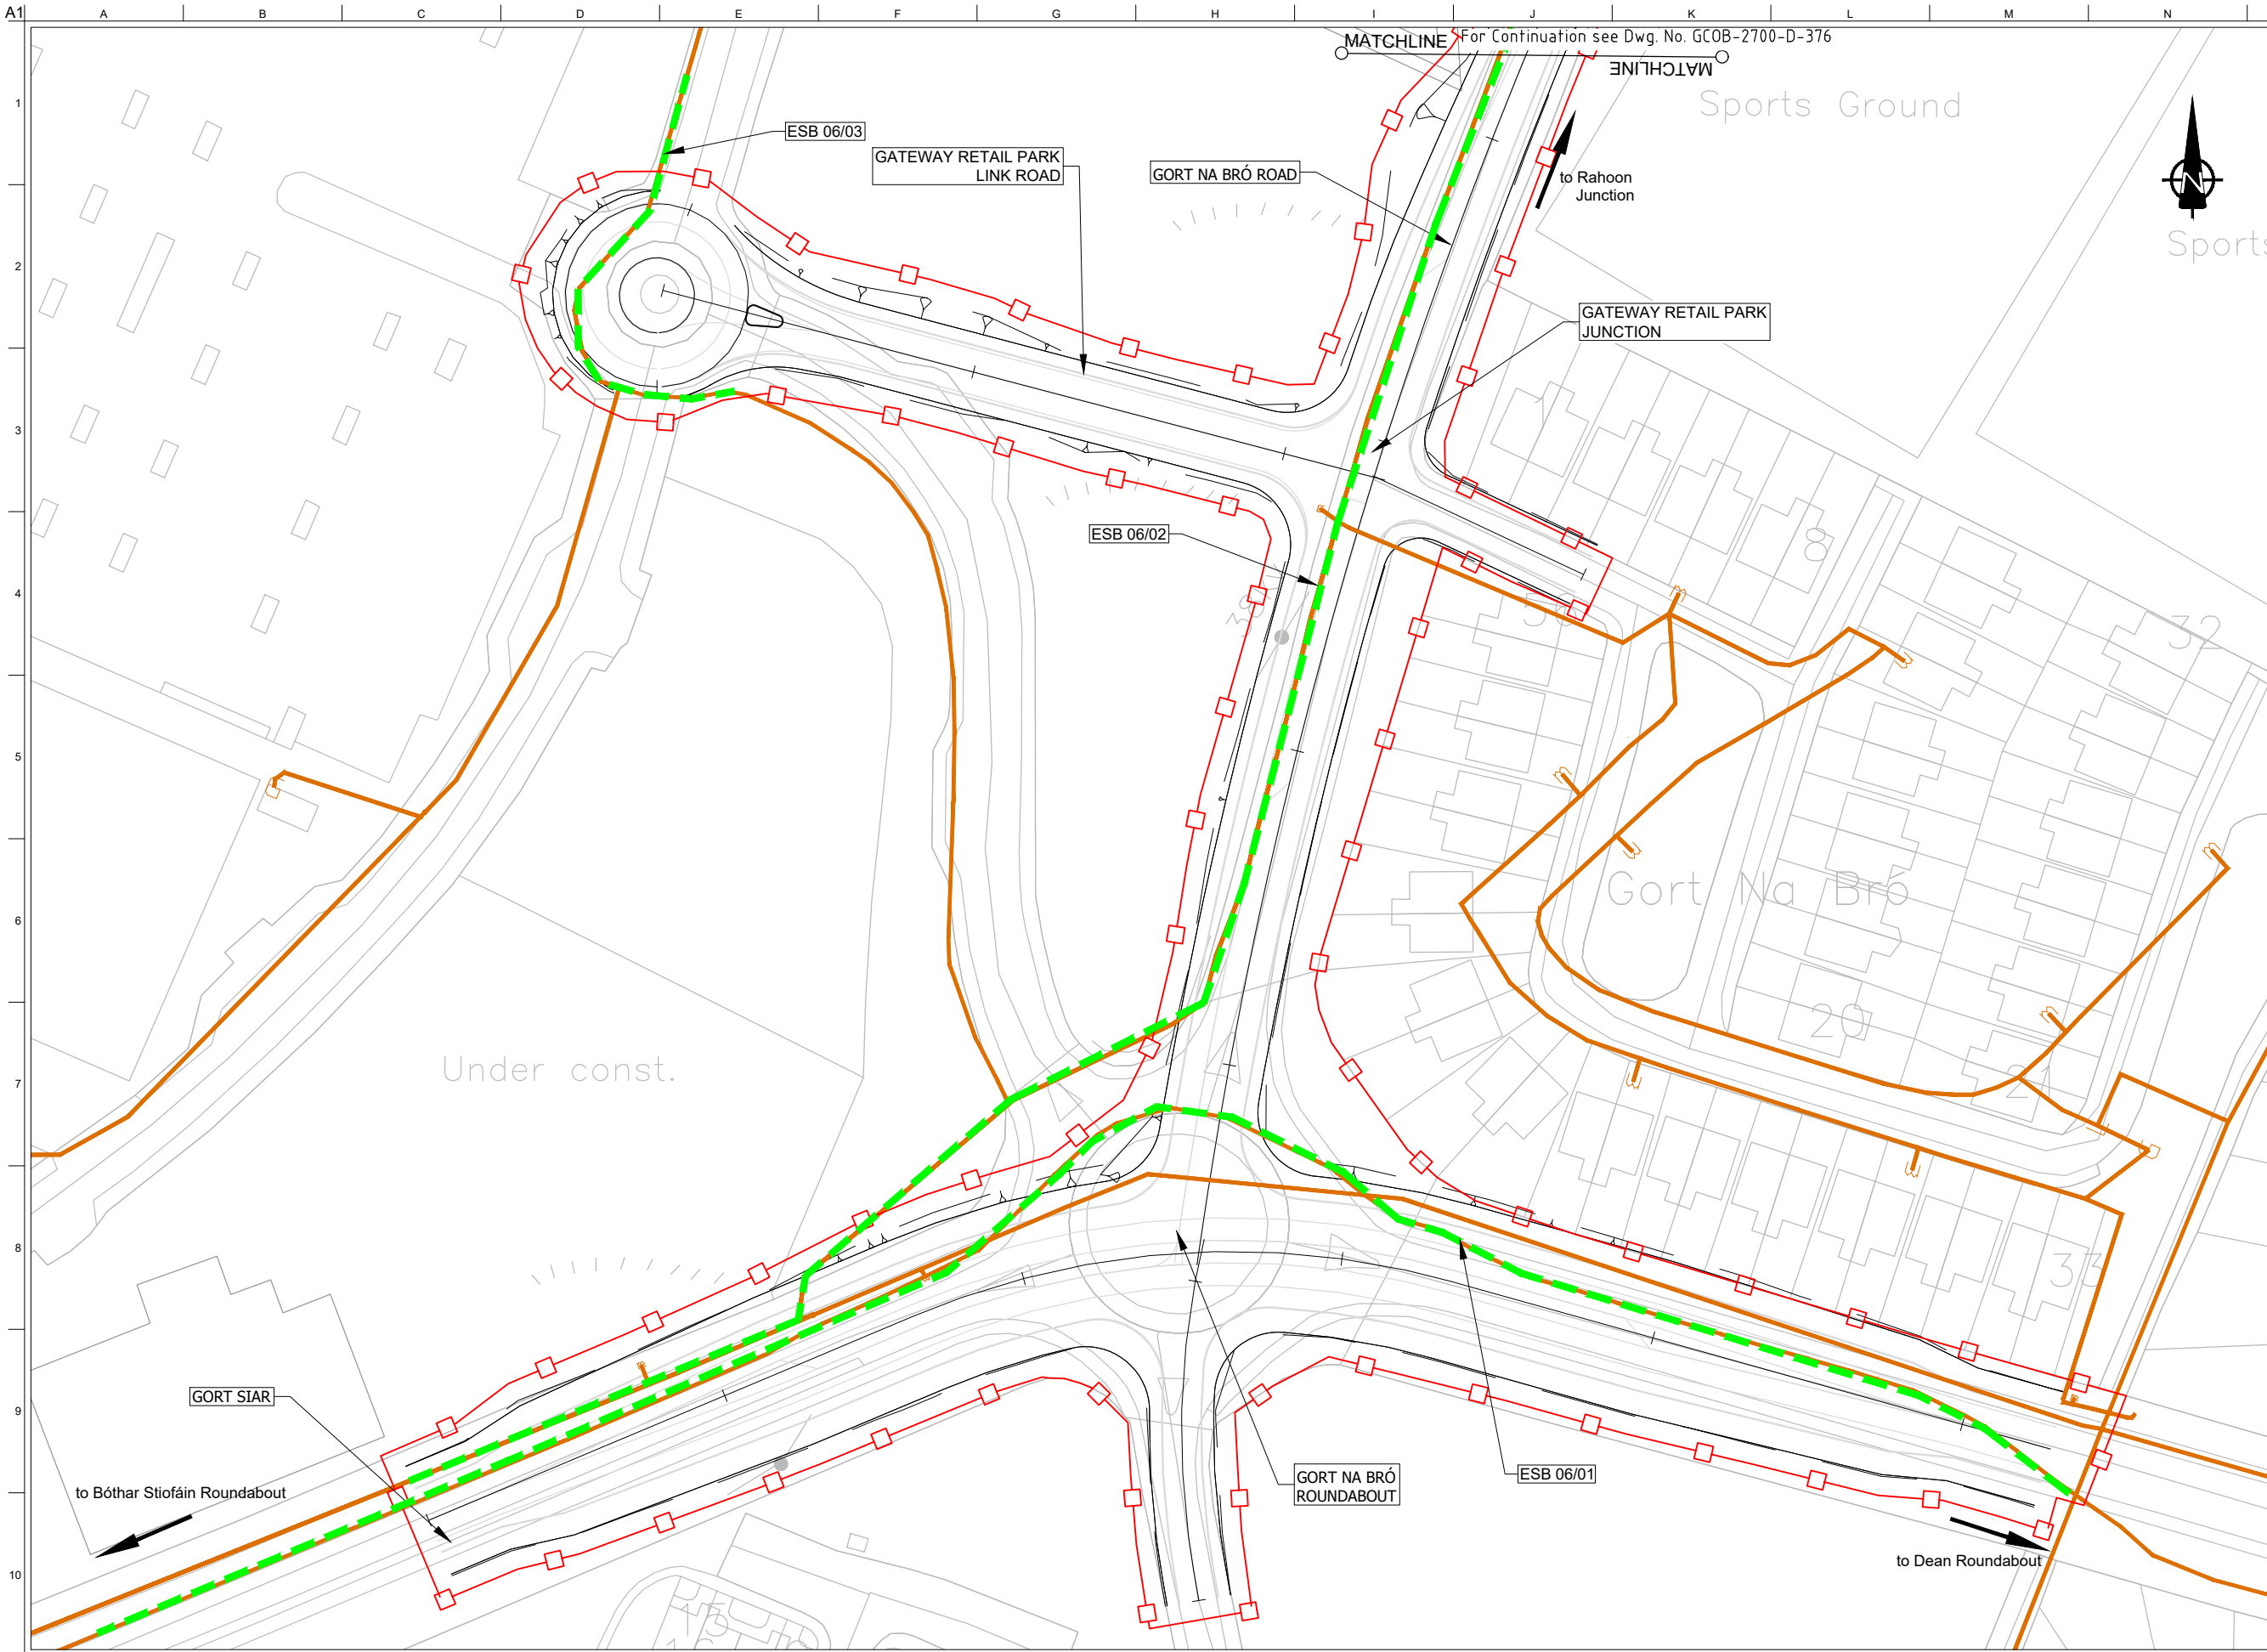 A1
A B C D E F G H I J K L M N
MATCHLINE
For Continuation see Dwg. No. GCOB-2700-D-376
MATCHLINE
1
Sports Ground
ESB 06/03
GATEWAY RETAIL PARK
LINK ROAD
GORT NA BRÓ ROAD
to Rahoon
Junction
N
Sports
2
GATEWAY RETAIL PARK
JUNCTION
1
3
ESB 06/02
8
4
32
5
Gort Na Bró
6
20
Under const.
7
21
8
33
GORT SIAR
9
GORT NA BRÓ
ROUNDABOUT
ESB 06/01
to Bóthar Stiofáin Roundabout
to Dean Roundabout
10
15